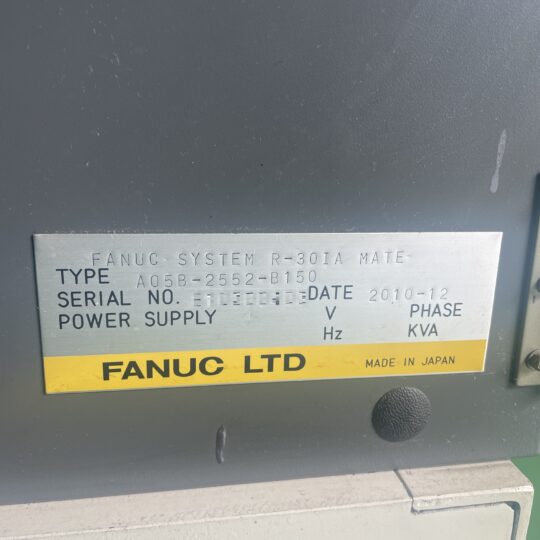 FANUC SYSTEM R-30IA MATE
TYPE A05B-2552-B150
SERIAL NO. DATE 2010-12
POWER SUPPLY V PHASE
Hz KVA
FANUC LTD MADE IN JAPAN